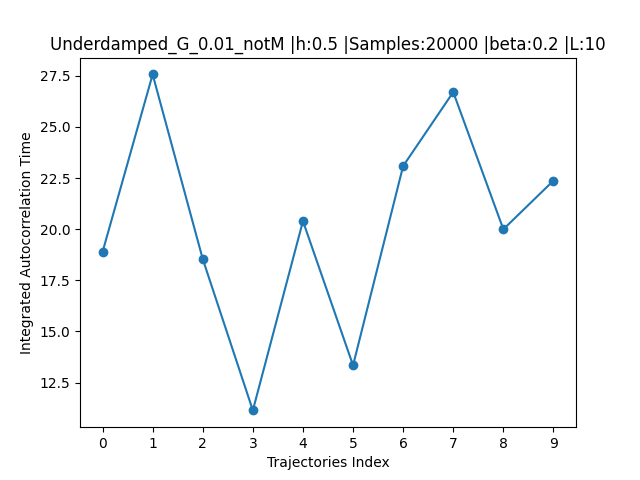 Underdamped_G_0.01_notM |h:0.5 |Samples:20000 |beta:0.2 |L:10
27.5
25.0
22.5
20.0
17.5
15.0
12.5
Integrated Autocorrelation Time
0 1 2 3 4 5 6 7 8 9
Trajectories Index